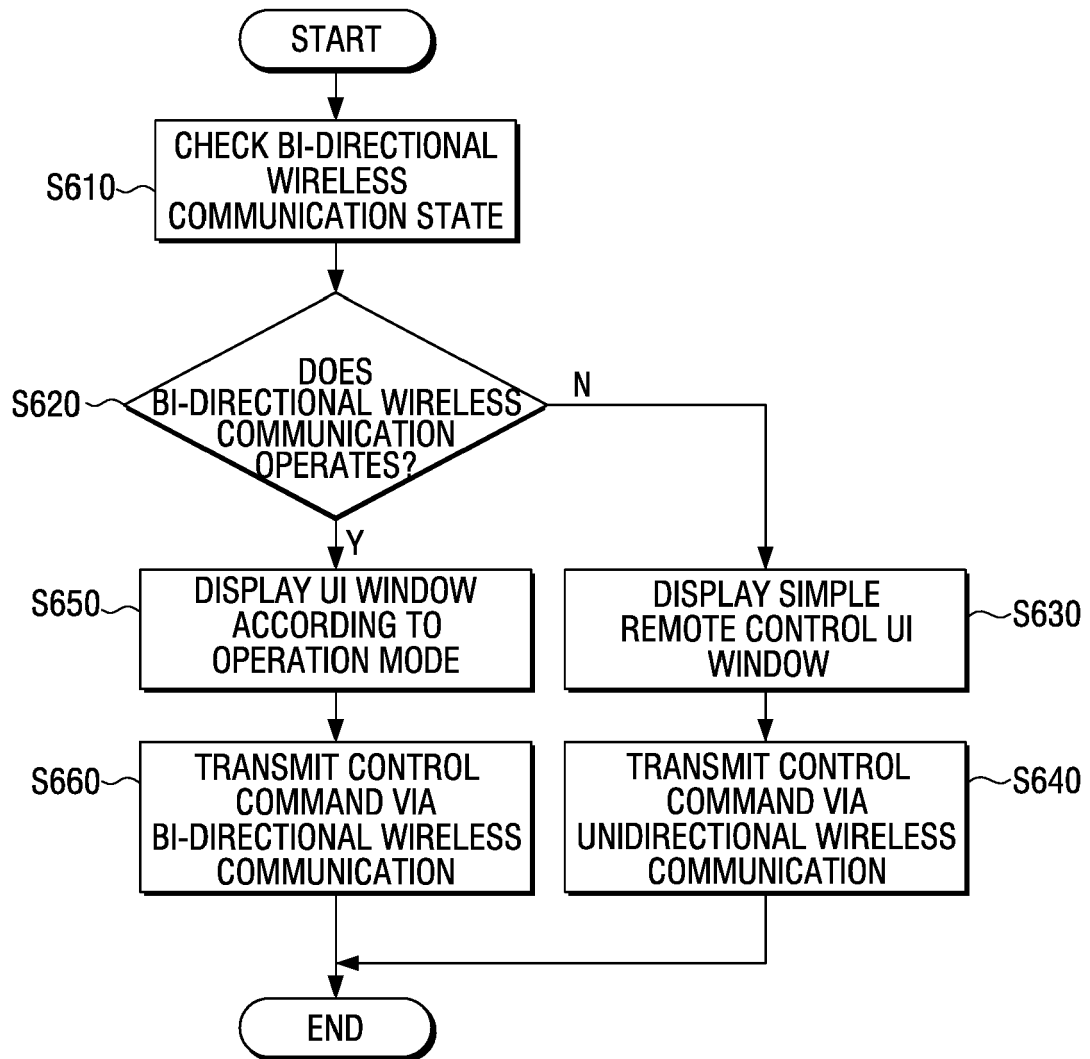 START
S610
CHECK BI-DIRECTIONAL
WIRELESS
COMMUNICATION STATE
S620
DOES
BI-DIRECTIONAL WIRELESS
COMMUNICATION
OPERATES?
N
Y
S650
DISPLAY UI WINDOW
ACCORDING TO
OPERATION MODE
DISPLAY SIMPLE
REMOTE CONTROL UI
WINDOW
S630
S660
TRANSMIT CONTROL
COMMAND VIA
BI-DIRECTIONAL WIRELESS
COMMUNICATION
TRANSMIT CONTROL
COMMAND VIA
UNIDIRECTIONAL WIRELESS
COMMUNICATION
S640
END